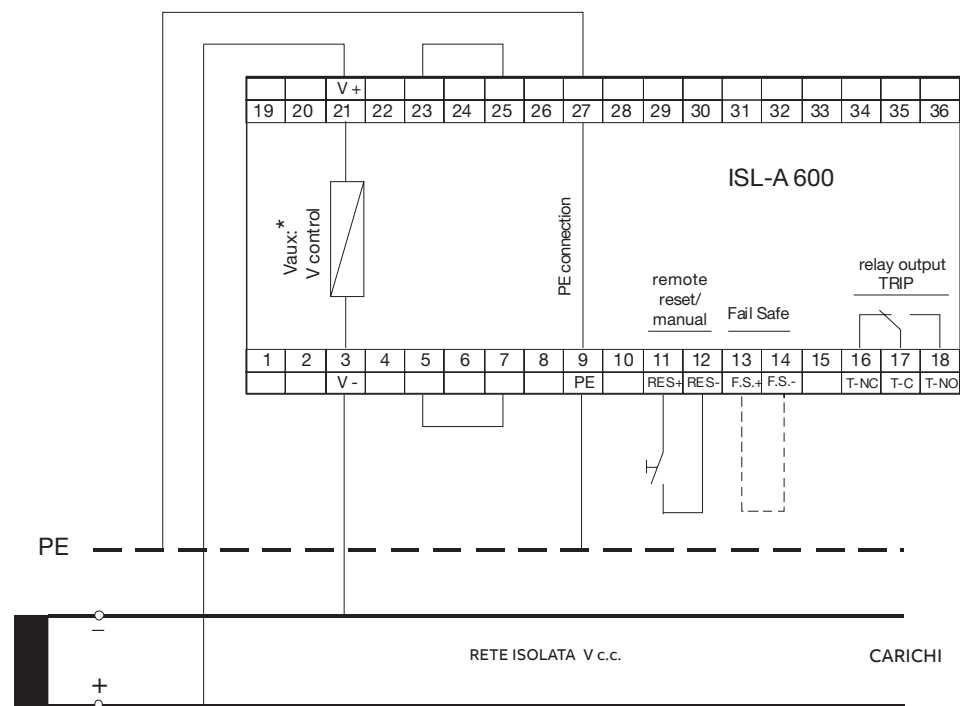 V +
19 20 21 22 23 24 25 26 27 28 29 30 31 32 33 34 35 36
ISL-A 600
Vaux:*
V control
PE connection
remote
reset/
manual
Fail Safe
relay output
TRIP
1 2 3 4 5 6 7 8 9 10 11 12 13 14 15 16 17 18
V - PE RES+ RES- F.S.+ F.S.- T-NC T-C T-NO
PE
–
RETE ISOLATA V c.c.
CARICHI
+